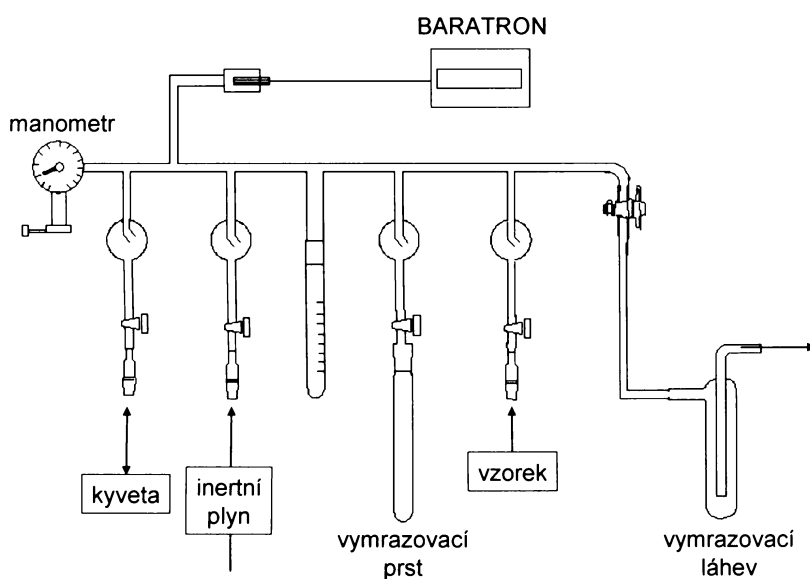 BARATRON
manometr
kyveta
inertní
plyn
vzorek
vymrazovací
prst
vymrazovací
láhev